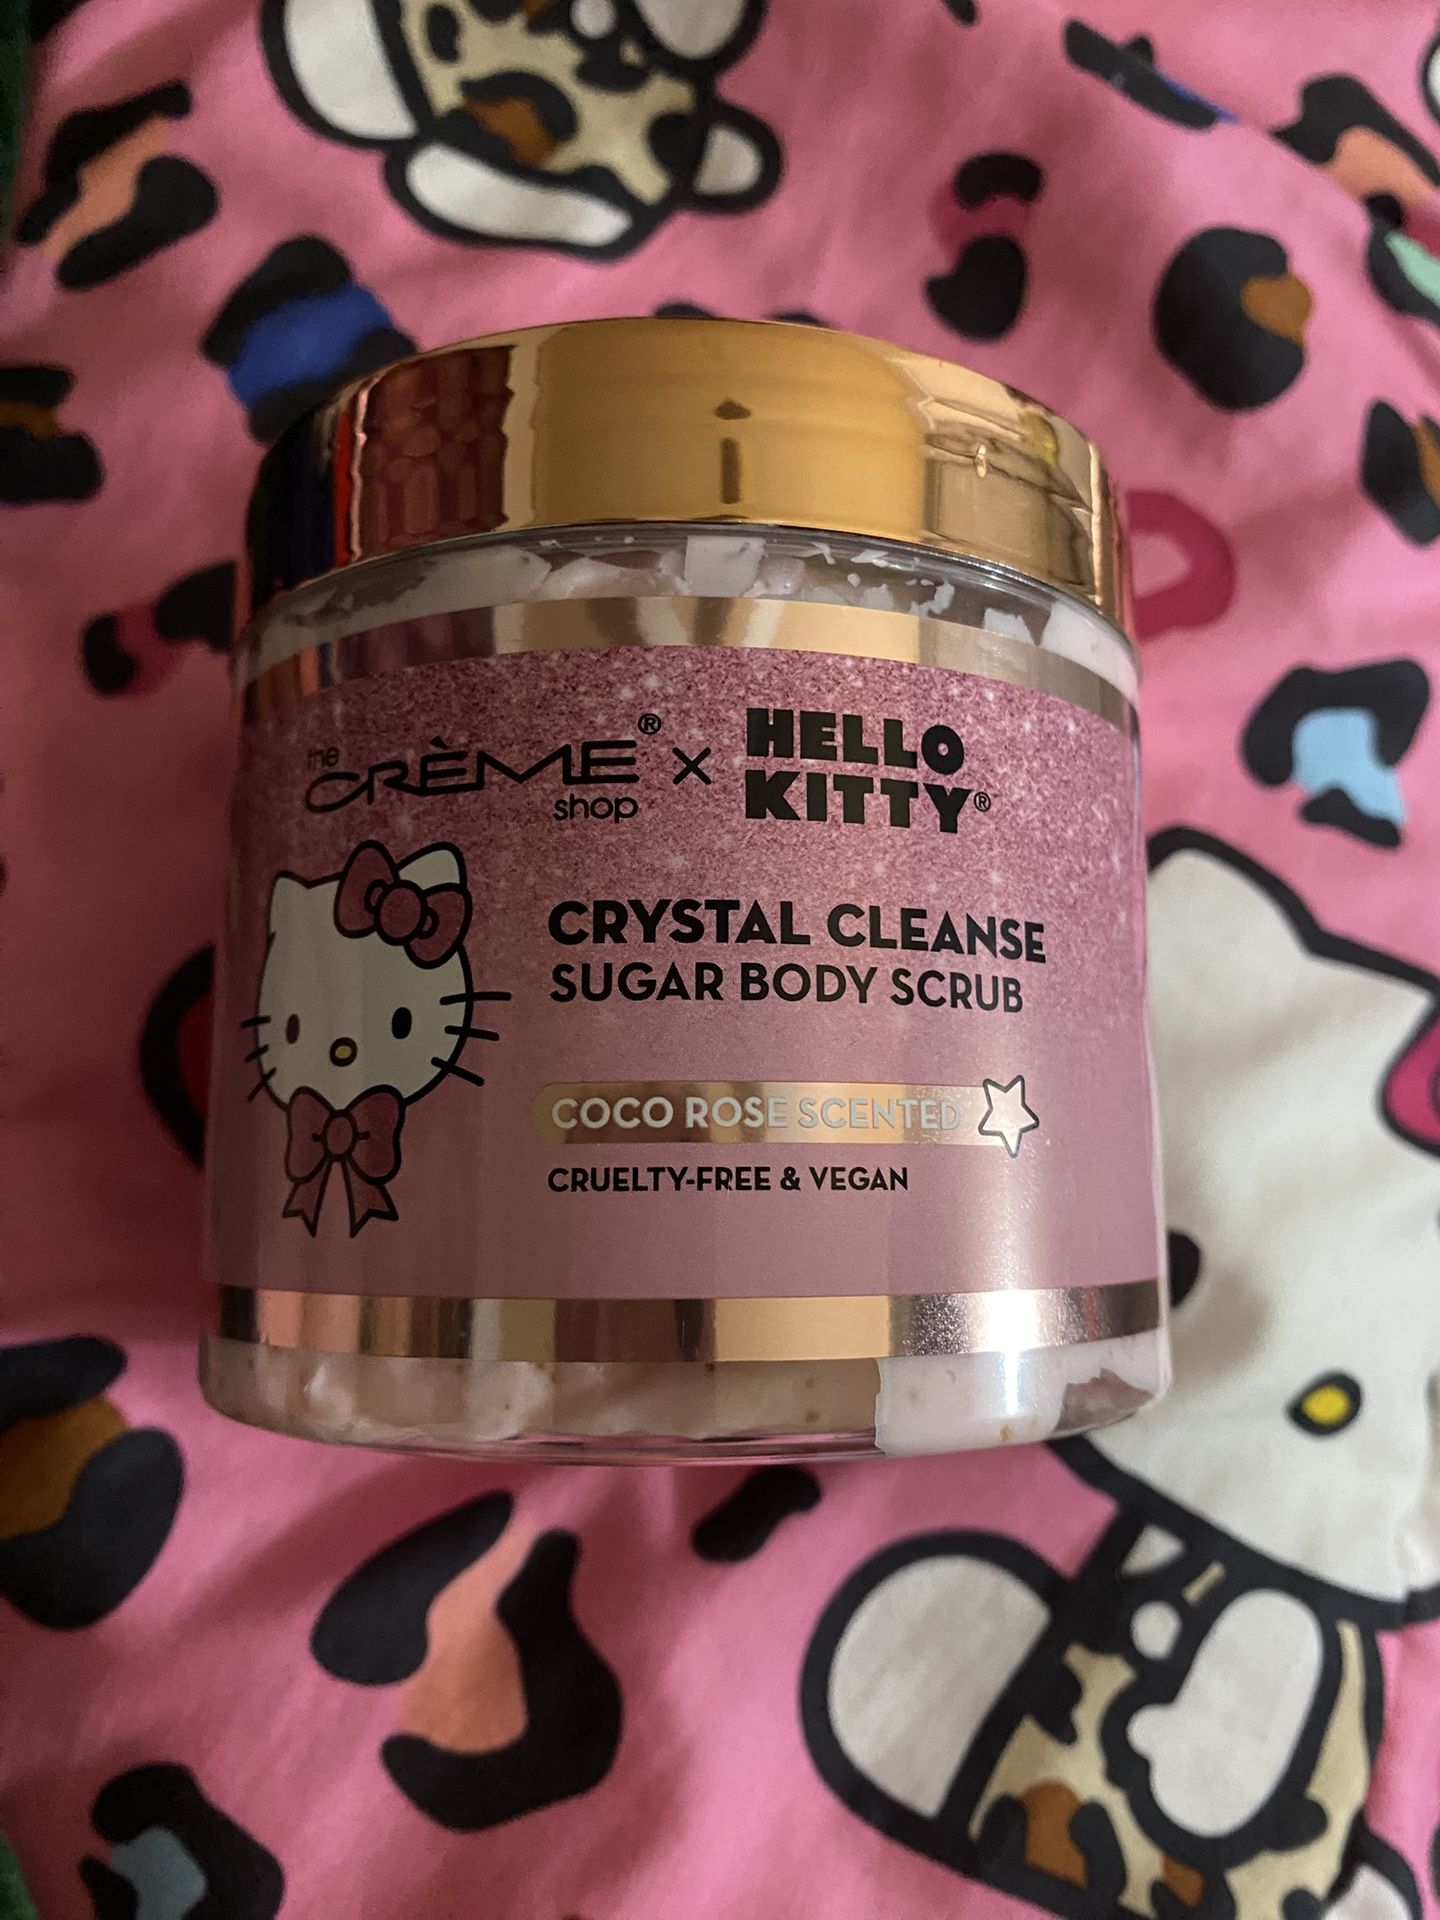 the CRÈME® shop × HELLO KITTY®
CRYSTAL CLEANSE
SUGAR BODY SCRUB
COCO ROSE SCENTED
CRUELTY-FREE & VEGAN